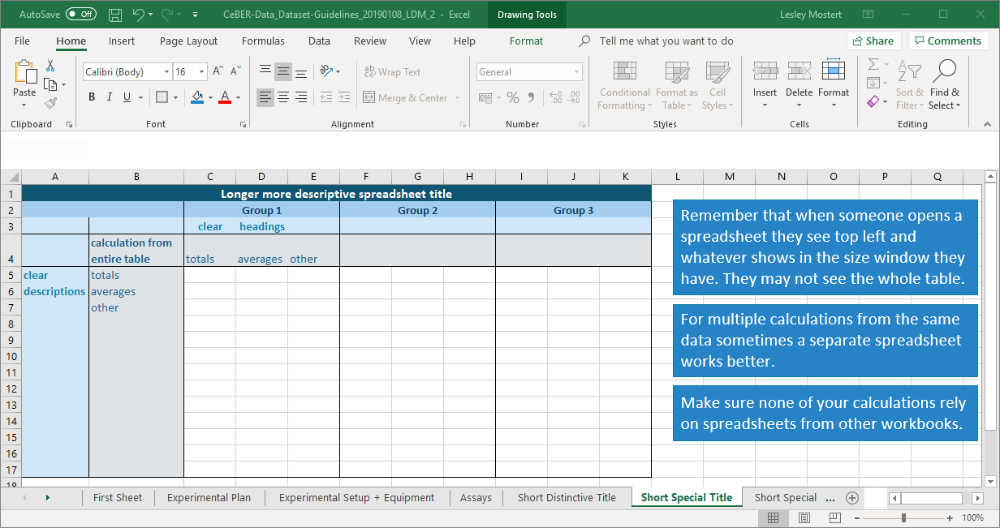 AutoSave Off CeBER-Data_Dataset-Guidelines_20190108_LDM_2 - Excel Drawing Tools Lesley Mostert
File Home Insert Page Layout Formulas Data Review View Help Format Tell me what you want to do Share Comments
Calibri (Body) 16 A A ab Wrap Text General
Paste B I U A Merge & Center % Conditional Formatting Format as Table Cell Styles Insert Delete Format Sort & Filter Find & Select
Clipboard Font Alignment Number Styles Cells Editing
A B C D E F G H I J K L M N O P Q
1 Longer more descriptive spreadsheet title
2 Group 1 Group 2 Group 3
3 clear headings
calculation from
4 entire table totals averages other
5 clear totals
6 descriptions averages
7 other
8
9
10
11
12
13
14
15
16
17
18
Remember that when someone opens a
spreadsheet they see top left and
whatever shows in the size window they
have. They may not see the whole table.
For multiple calculations from the same
data sometimes a separate spreadsheet
works better.
Make sure none of your calculations rely
on spreadsheets from other workbooks.
First Sheet Experimental Plan Experimental Setup + Equipment Assays Short Distinctive Title Short Special Title Short Special ...
100%